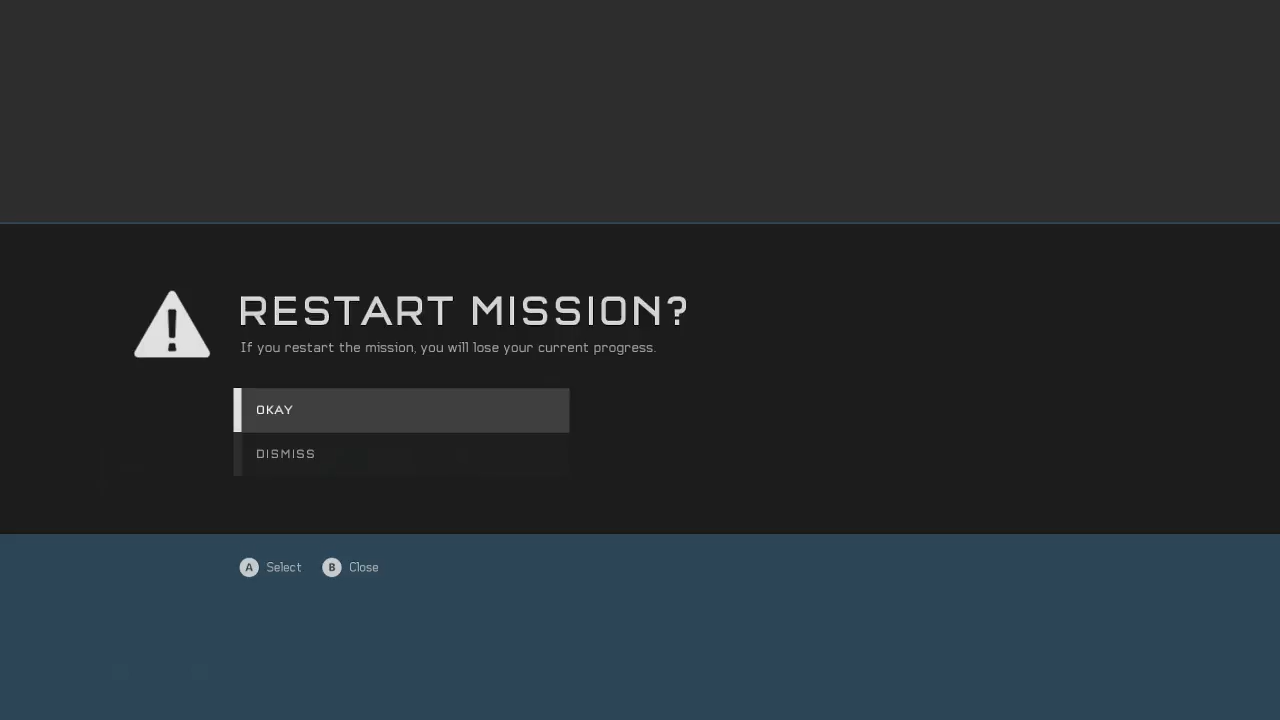 RESTART MISSION?
If you restart the mission, you will lose your current progress.
OKAY
DISMISS
A Select B Close